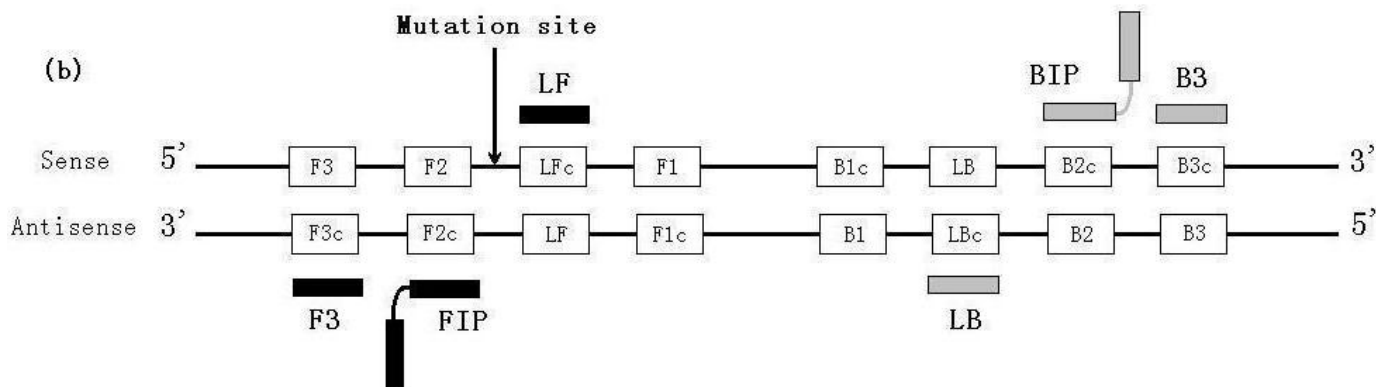 Mutation site
(b)
LF
BIP
B3
Sense 5' F3 F2 LFc F1 B1c LB B2c B3c 3'
Antisense 3' F3c F2c LF F1c B1 LBc B2 B3 5'
F3
FIP
LB